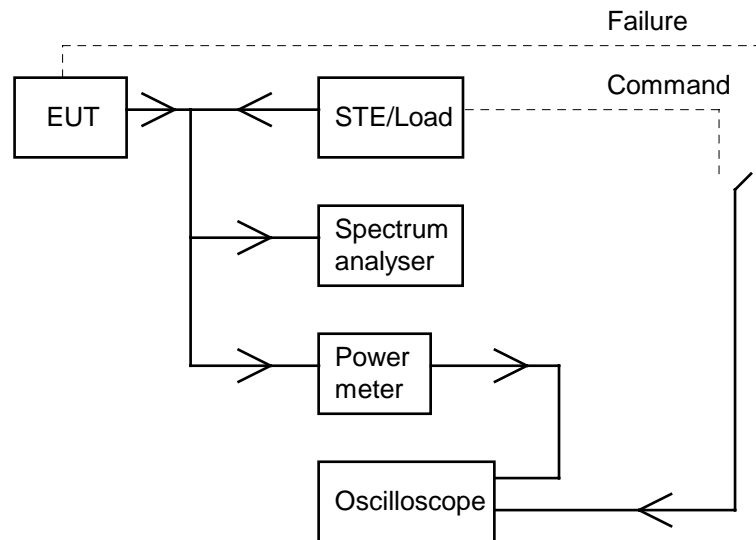 Failure
EUT
STE/Load
Command
Spectrum
analyser
Power
meter
Oscilloscope